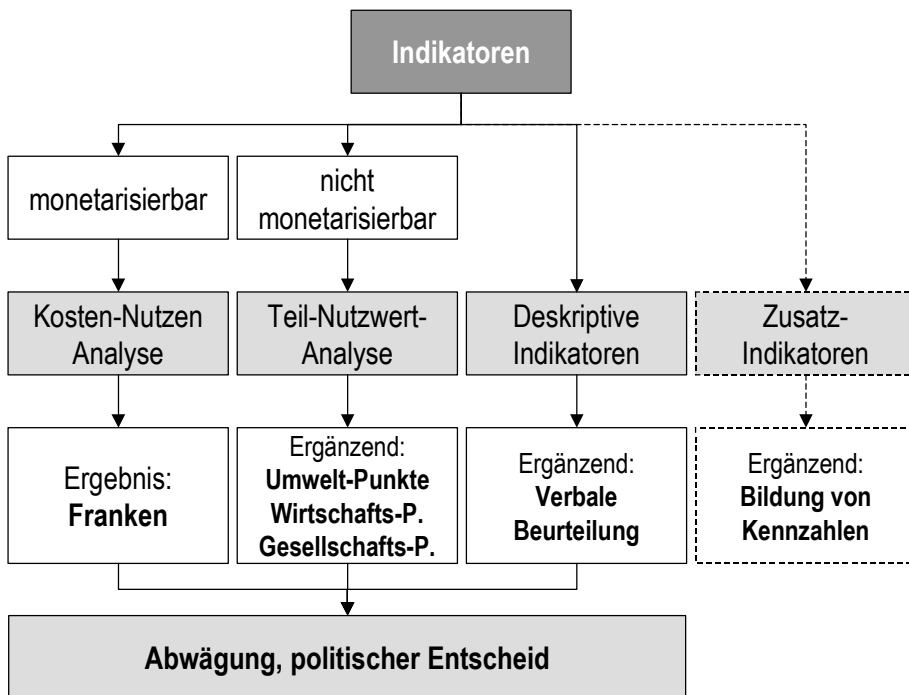 Indikatoren
monetarisierbar
nicht
monetarisierbar
Kosten-Nutzen
Analyse
Teil-Nutzwert-
Analyse
Deskriptive
Indikatoren
Zusatz-
Indikatoren
Ergebnis:
Franken
Ergänzend:
Umwelt-Punkte
Wirtschafts-P.
Gesellschafts-P.
Ergänzend:
Verbale
Beurteilung
Ergänzend:
Bildung von
Kennzahlen
Abwägung, politischer Entscheid